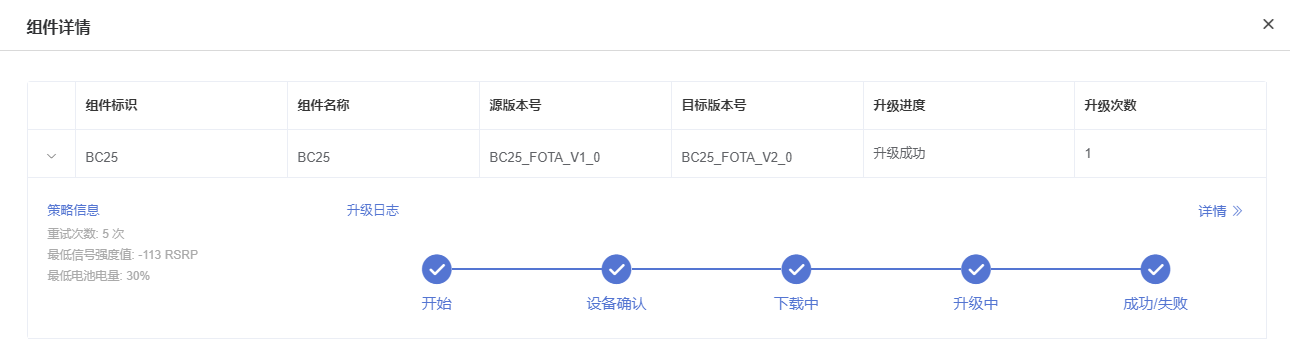 组件详情
组件标识 组件名称 源版本号 目标版本号 升级进度 升级次数
BC25 BC25 BC25_FOTA_V1_0 BC25_FOTA_V2_0 升级成功 1
策略信息 升级日志 详情
重试次数: 5 次
最低信号强度值: -113 RSRP
最低电池电量: 30%
开始 设备确认 下载中 升级中 成功/失败